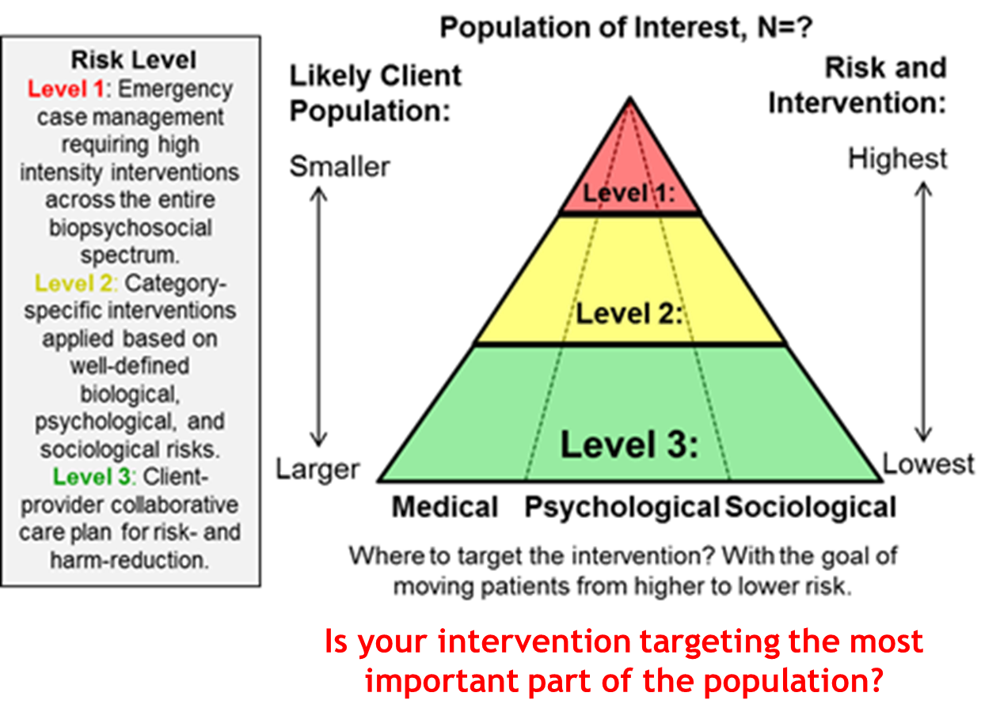 Population of Interest, N=?
Risk Level
Level 1: Emergency
case management
requiring high
intensity interventions
across the entire
biopsychosocial
spectrum.
Level 2: Category-
specific interventions
applied based on
well-defined
biological,
psychological, and
sociological risks.
Level 3: Client-
provider collaborative
care plan for risk- and
harm-reduction.
Likely Client
Population:
Smaller
Larger
Level 1:
Level 2:
Level 3:
Risk and
Intervention:
Highest
Lowest
Medical Psychological Sociological
Where to target the intervention? With the goal of
moving patients from higher to lower risk.
Is your intervention targeting the most
important part of the population?